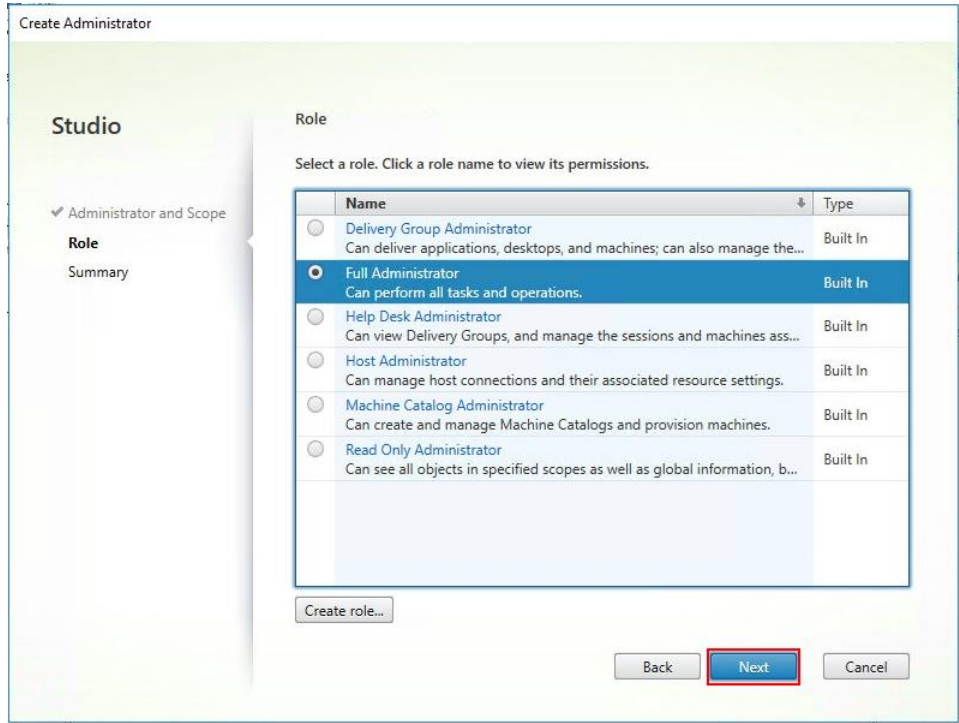 Create Administrator
Studio
Administrator and Scope
Role
Summary
Role
Select a role. Click a role name to view its permissions.
Name Type
Delivery Group Administrator
Can deliver applications, desktops, and machines; can also manage the... Built In
Full Administrator
Can perform all tasks and operations. Built In
Help Desk Administrator
Can view Delivery Groups, and manage the sessions and machines ass... Built In
Host Administrator
Can manage host connections and their associated resource settings. Built In
Machine Catalog Administrator
Can create and manage Machine Catalogs and provision machines. Built In
Read Only Administrator
Can see all objects in specified scopes as well as global information, b... Built In
Create role...
Back Next Cancel